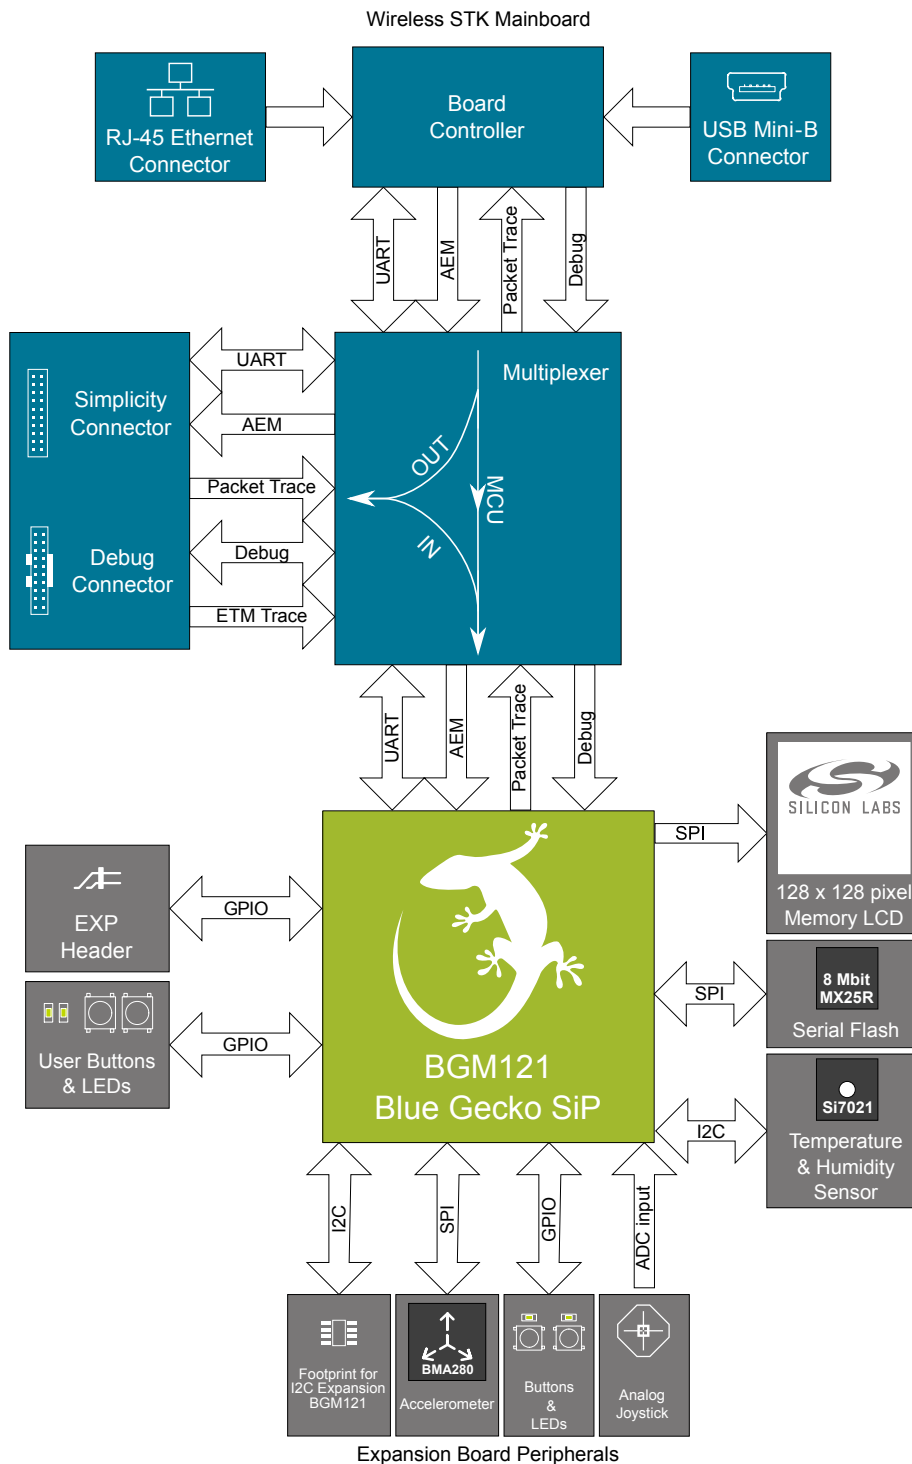 Wireless STK Mainboard
RJ-45 Ethernet
Connector
Board
Controller
USB Mini-B
Connector
UART
AEM
Packet Trace
Debug
Simplicity
Connector
Debug
Connector
UART
AEM
Packet Trace
Debug
ETM Trace
Multiplexer
OUT
MCU
IN
UART
AEM
Packet Trace
Debug
EXP
Header
GPIO
User Buttons
& LEDs
GPIO
BGM121
Blue Gecko SiP
SPI
SILICON LABS
128 x 128 pixel
Memory LCD
SPI
8 Mbit
MX25R
Serial Flash
I2C
Si7021
Temperature
& Humidity
Sensor
I2C
SPI
GPIO
ADC input
Footprint for
I2C Expansion
BGM121
BMA280
Accelerometer
Buttons
&
LEDs
Analog
Joystick
Expansion Board Peripherals